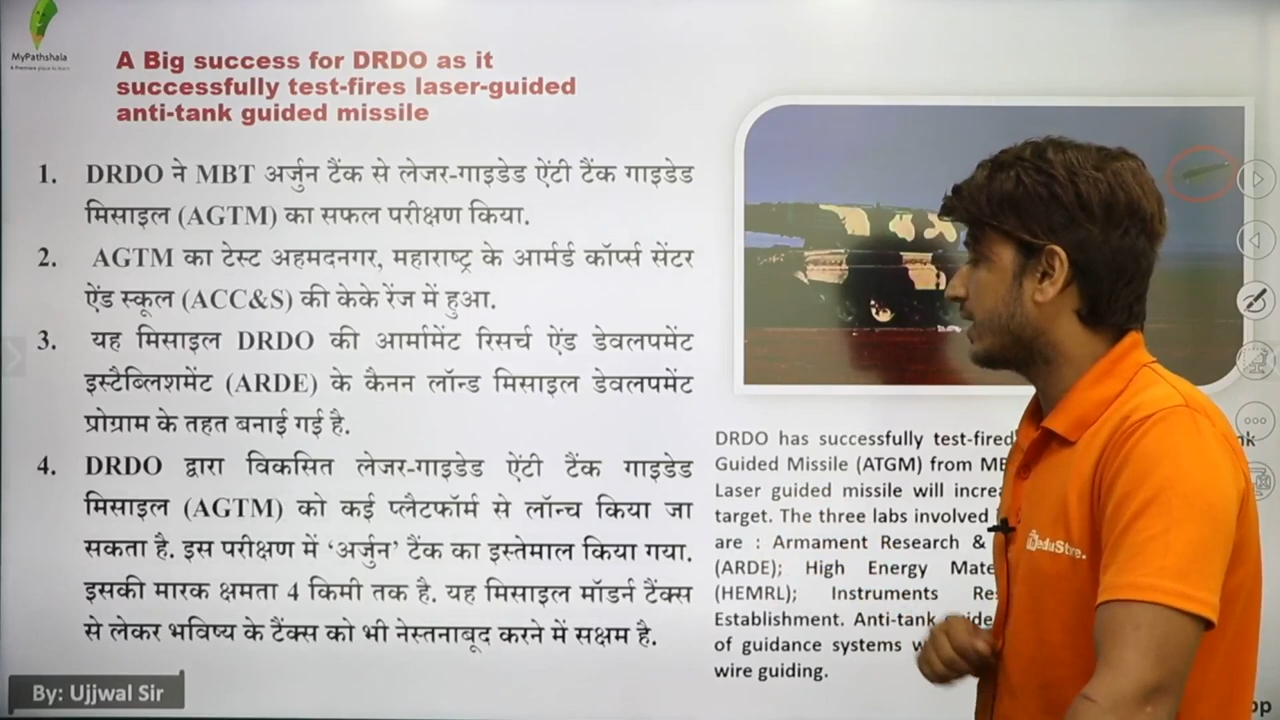 MyPathshala
A Big success for DRDO as it
successfully test-fires laser-guided
anti-tank guided missile
1. DRDO ने MBT अर्जुन टैंक से लेजर-गाइडेड ऐंटी टैंक गाइडेड
मिसाइल (AGTM) का सफल परीक्षण किया.
2. AGTM का टेस्ट अहमदनगर, महाराष्ट्र के आर्मर्ड कॉर्प्स सेंटर
ऐंड स्कूल (ACC&S) की केके रेंज में हुआ.
3. यह मिसाइल DRDO की आर्मामेंट रिसर्च ऐंड डेवलपमेंट
इस्टैब्लिशमेंट (ARDE) के कैनन लॉन्ड मिसाइल डेवलपमेंट
प्रोग्राम के तहत बनाई गई है.
4. DRDO द्वारा विकसित लेजर-गाइडेड ऐंटी टैंक गाइडेड
मिसाइल (AGTM) को कई प्लैटफॉर्म से लॉन्च किया जा
सकता है. इस परीक्षण में ‘अर्जुन’ टैंक का इस्तेमाल किया गया.
इसकी मारक क्षमता 4 किमी तक है. यह मिसाइल मॉडर्न टैंक्स
से लेकर भविष्य के टैंक्स को भी नेस्तनाबूद करने में सक्षम है.
DRDO has successfully test-fired
Guided Missile (ATGM) from
Laser guided missile will
target. The three labs involved
are : Armament Research &
(ARDE); High Energy
(HEMRL); Instruments
Establishment. Anti-tank
of guidance systems
wire guiding.
eduStore.
By: Ujjwal Sir